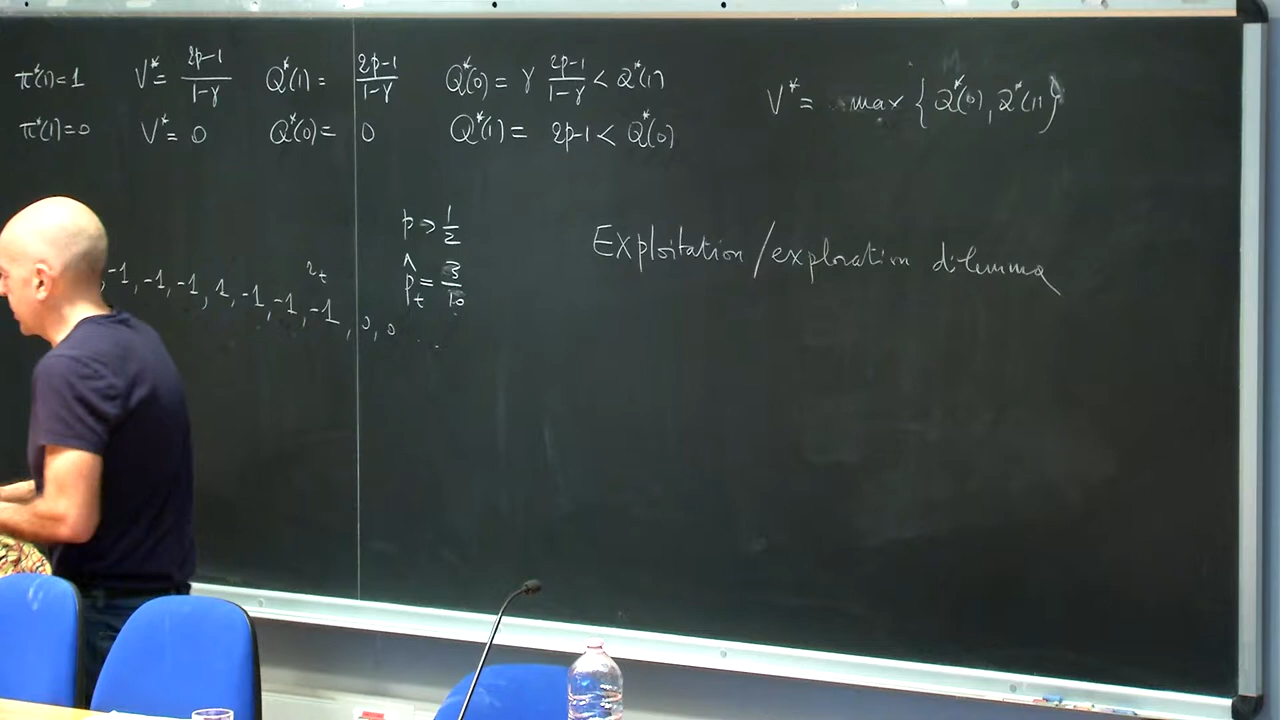 π*(1)=1 V*= 2p-1/1-γ Q*(1)= 2p-1/1-γ Q*(0)= γ 2p-1/1-γ < Q*(1)
π*(1)=0 V*= 0 Q*(0)= 0 Q*(1)= 2p-1 < Q*(0)
V*= max { Q*(0), Q*(1) }
p → 1/2
p̂t = 3/10
Exploitation/exploration dilemma
rt
,-1, -1, -1, 1, -1, -1, -1, 0, 0 ...